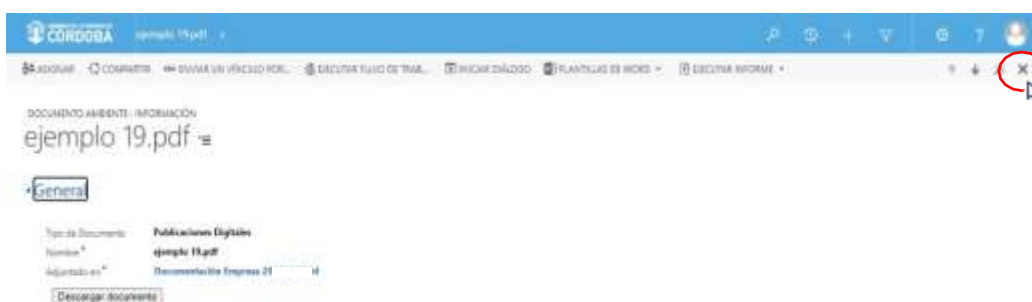 CÓRDOBA ejemplo 19.pdf
ASIGNAR COMPARTIR ENVIAR UN VÍNCULO POR... EJECUTAR FLUJO DE TRAB... INICIAR DIÁLOGO PLANTILLAS DE WORD EJECUTAR INFORME
DOCUMENTO AMBIENTE : INFORMACIÓN
ejemplo 19.pdf
General
Tipo de Documento Publicaciones Digitales
Nombre * ejemplo 19.pdf
Adjuntado en * Documentación Empresa
Descargar documento